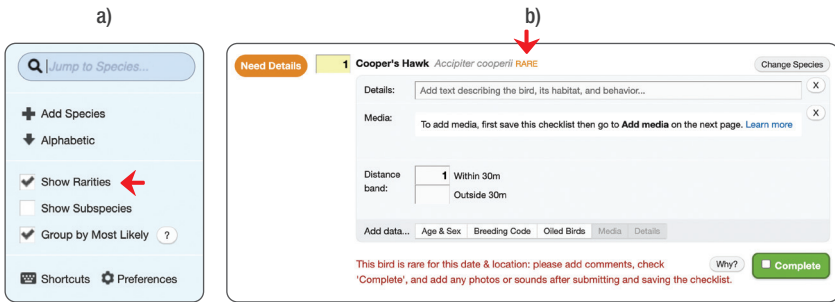 a)
Jump to Species...
Add Species
Alphabetic
Show Rarities
Show Subspecies
Group by Most Likely ?
Shortcuts Preferences
b)
Need Details 1 Cooper's Hawk Accipiter cooperii RARE Change Species
Details: Add text describing the bird, its habitat, and behavior... X
Media: To add media, first save this checklist then go to Add media on the next page. Learn more X
Distance band: 1 Within 30m
Outside 30m
Add data... Age & Sex Breeding Code Oiled Birds Media Details
This bird is rare for this date & location: please add comments, check Why? Complete
'Complete', and add any photos or sounds after submitting and saving the checklist.